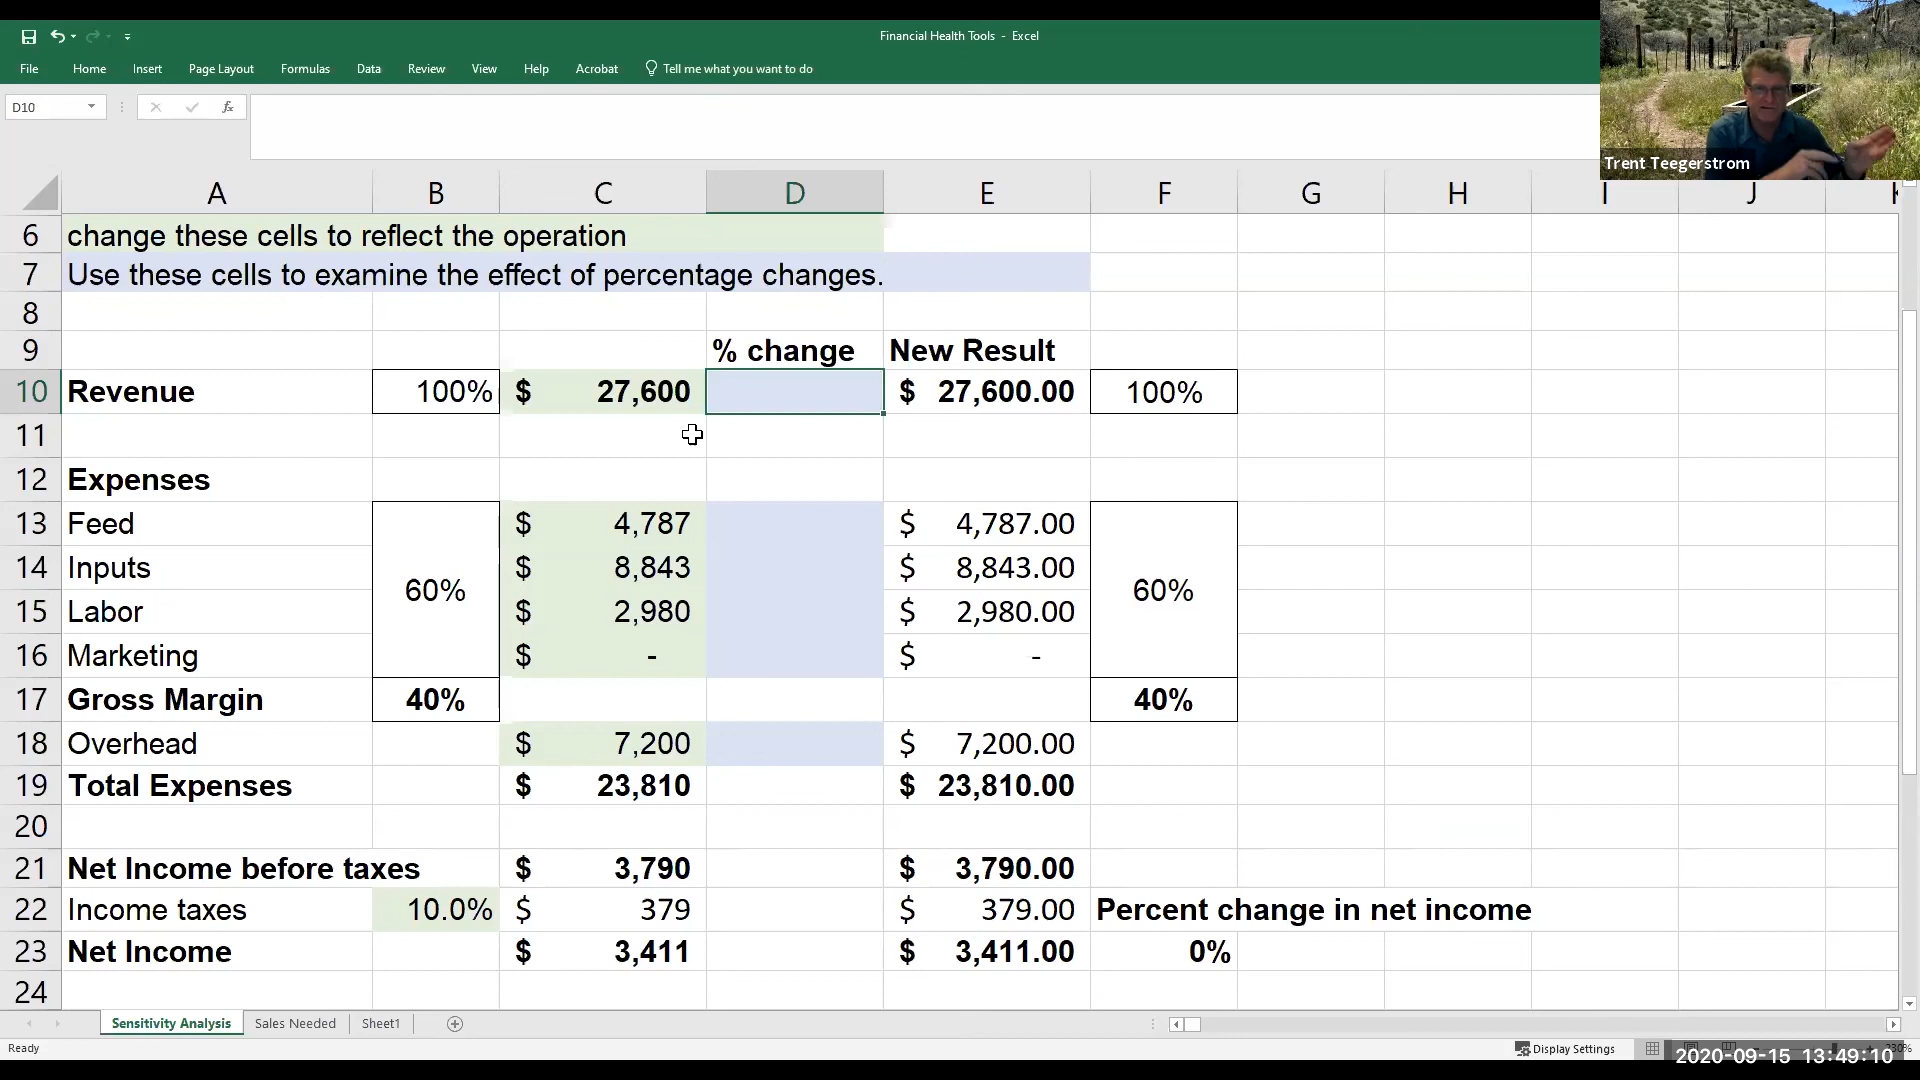 Financial Health Tools - Excel
File Home Insert Page Layout Formulas Data Review View Help Acrobat Tell me what you want to do
D10 fx
Trent Teegerstrom
A B C D E F G H I J
6 change these cells to reflect the operation
7 Use these cells to examine the effect of percentage changes.
8
9 % change New Result
10 Revenue 100% $ 27,600 $ 27,600.00 100%
11
12 Expenses
13 Feed $ 4,787 $ 4,787.00
14 Inputs $ 8,843 $ 8,843.00
60% 60%
15 Labor $ 2,980 $ 2,980.00
16 Marketing $ - $ -
17 Gross Margin 40% 40%
18 Overhead $ 7,200 $ 7,200.00
19 Total Expenses $ 23,810 $ 23,810.00
20
21 Net Income before taxes $ 3,790 $ 3,790.00
22 Income taxes 10.0% $ 379 $ 379.00 Percent change in net income
23 Net Income $ 3,411 $ 3,411.00 0%
24
Sensitivity Analysis Sales Needed Sheet1
Ready Display Settings
2020-09-15 13:49:10